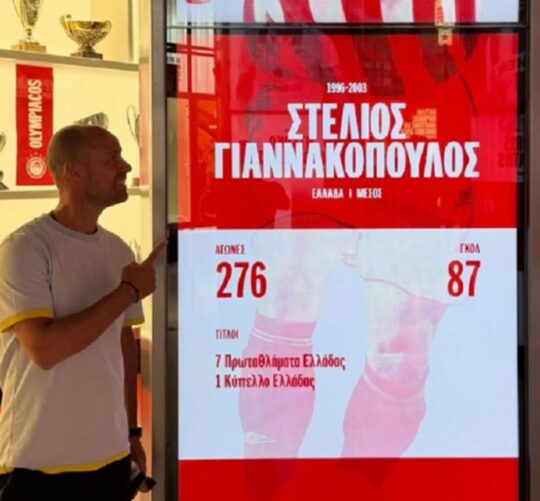 OLYMPIACOS
1996-2003
ΣΤΕΛΙΟΣ
ΓΙΑΝΝΑΚΟΠΟΥΛΟΣ
ΕΛΛΑΔΑ | ΜΕΣΟΣ
ΑΓΩΝΕΣ
ΓΚΟΛ
276
87
ΤΙΤΛΟΙ
7 Πρωταθλήματα Ελλάδας
1 Κύπελλο Ελλάδας